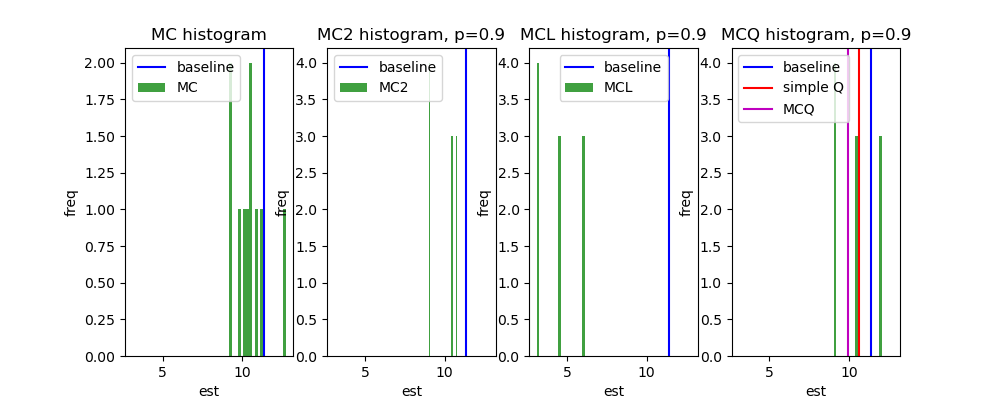 MC histogram
baseline
MC
2.00
1.75
1.50
1.25
1.00
0.75
0.50
0.25
0.00
freq
5 10
est
MC2 histogram, p=0.9
baseline
MC2
4.0
3.5
3.0
2.5
2.0
1.5
1.0
0.5
0.0
freq
5 10
est
MCL histogram, p=0.9
baseline
MCL
4.0
3.5
3.0
2.5
2.0
1.5
1.0
0.5
0.0
freq
5 10
est
MCQ histogram, p=0.9
baseline
simple Q
MCQ
4.0
3.5
3.0
2.5
2.0
1.5
1.0
0.5
0.0
freq
5 10
est